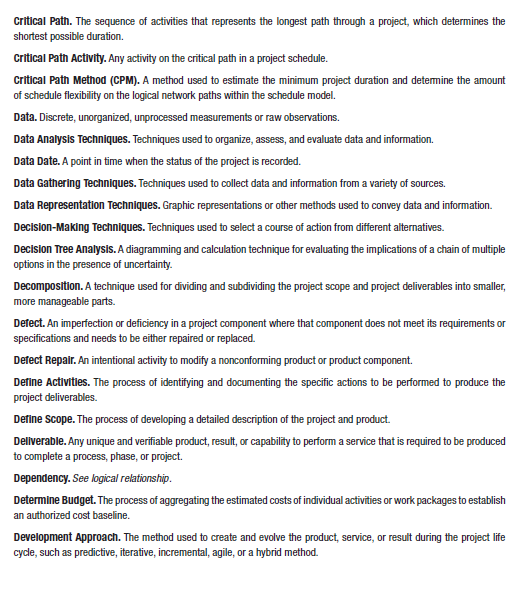 Critical Path. The sequence of activities that represents the longest path through a project, which determines the
shortest possible duration.
Critical Path Activity. Any activity on the critical path in a project schedule.
Critical Path Method (CPM). A method used to estimate the minimum project duration and determine the amount
of schedule flexibility on the logical network paths within the schedule model.
Data. Discrete, unorganized, unprocessed measurements or raw observations.
Data Analysis Techniques. Techniques used to organize, assess, and evaluate data and information.
Data Date. A point in time when the status of the project is recorded.
Data Gathering Techniques. Techniques used to collect data and information from a variety of sources.
Data Representation Techniques. Graphic representations or other methods used to convey data and information.
Decision-Making Techniques. Techniques used to select a course of action from different alternatives.
Decision Tree Analysis. A diagramming and calculation technique for evaluating the implications of a chain of multiple
options in the presence of uncertainty.
Decomposition. A technique used for dividing and subdividing the project scope and project deliverables into smaller,
more manageable parts.
Defect. An imperfection or deficiency in a project component where that component does not meet its requirements or
specifications and needs to be either repaired or replaced.
Defect Repair. An intentional activity to modify a nonconforming product or product component.
Define Activities. The process of identifying and documenting the specific actions to be performed to produce the
project deliverables.
Define Scope. The process of developing a detailed description of the project and product.
Deliverable. Any unique and verifiable product, result, or capability to perform a service that is required to be produced
to complete a process, phase, or project.
Dependency. See logical relationship.
Determine Budget. The process of aggregating the estimated costs of individual activities or work packages to establish
an authorized cost baseline.
Development Approach. The method used to create and evolve the product, service, or result during the project life
cycle, such as predictive, iterative, incremental, agile, or a hybrid method.